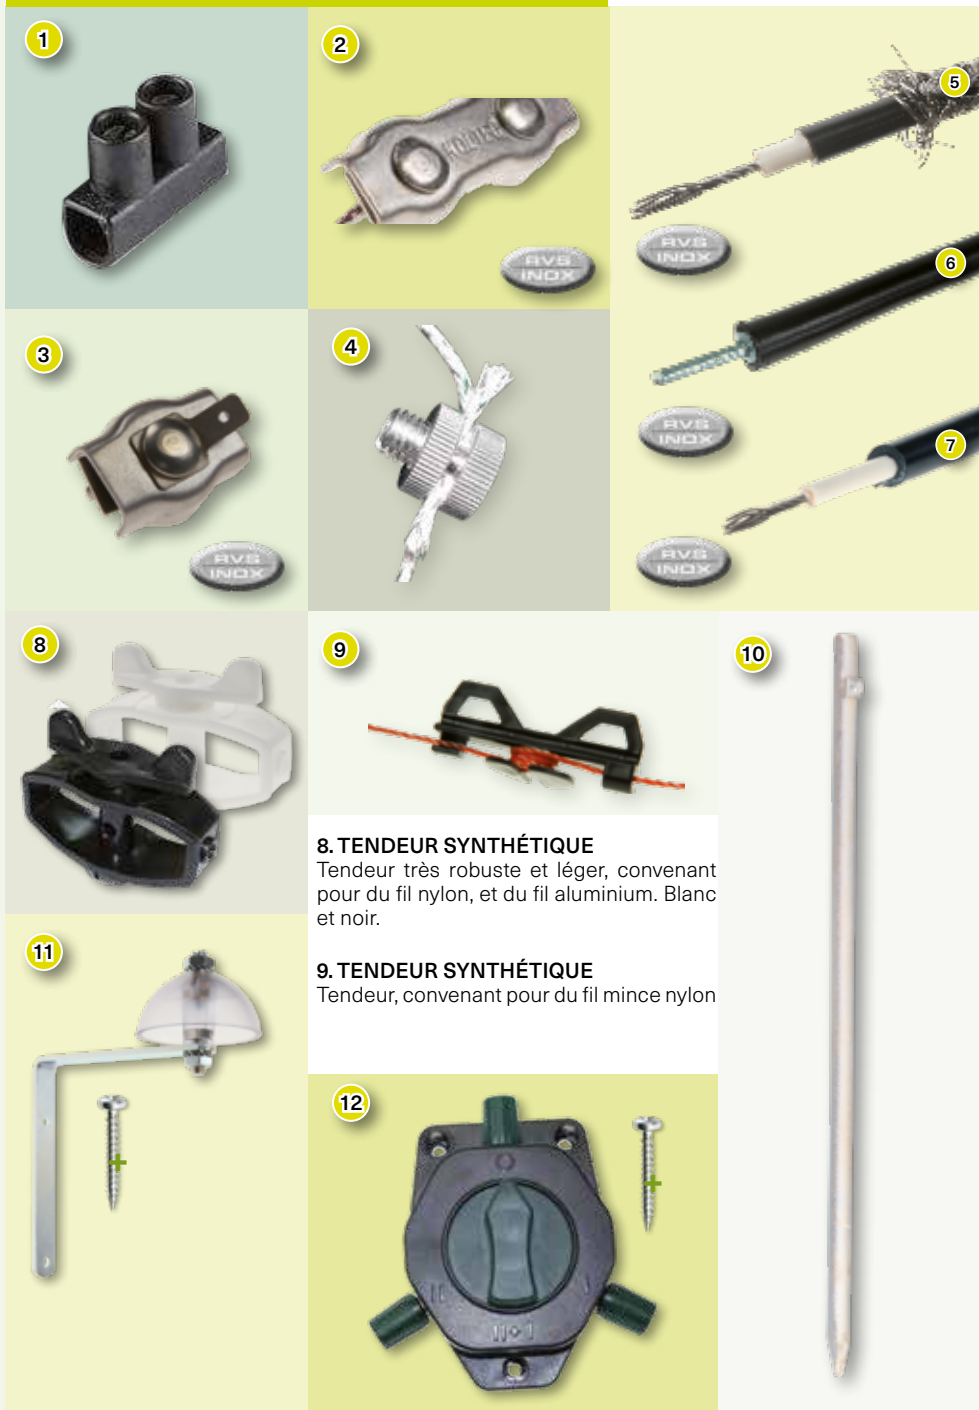 1
2
5
HOLTEC
RVS
INOX
RVS
INOX
6
3
4
RVS
INOX
7
RVS
INOX
RVS
INOX
8
9
10
8. TENDEUR SYNTHÉTIQUE
Tendeur très robuste et léger, convenant
pour du fil nylon, et du fil aluminium. Blanc
et noir.
9. TENDEUR SYNTHÉTIQUE
Tendeur, convenant pour du fil mince nylon
11
12